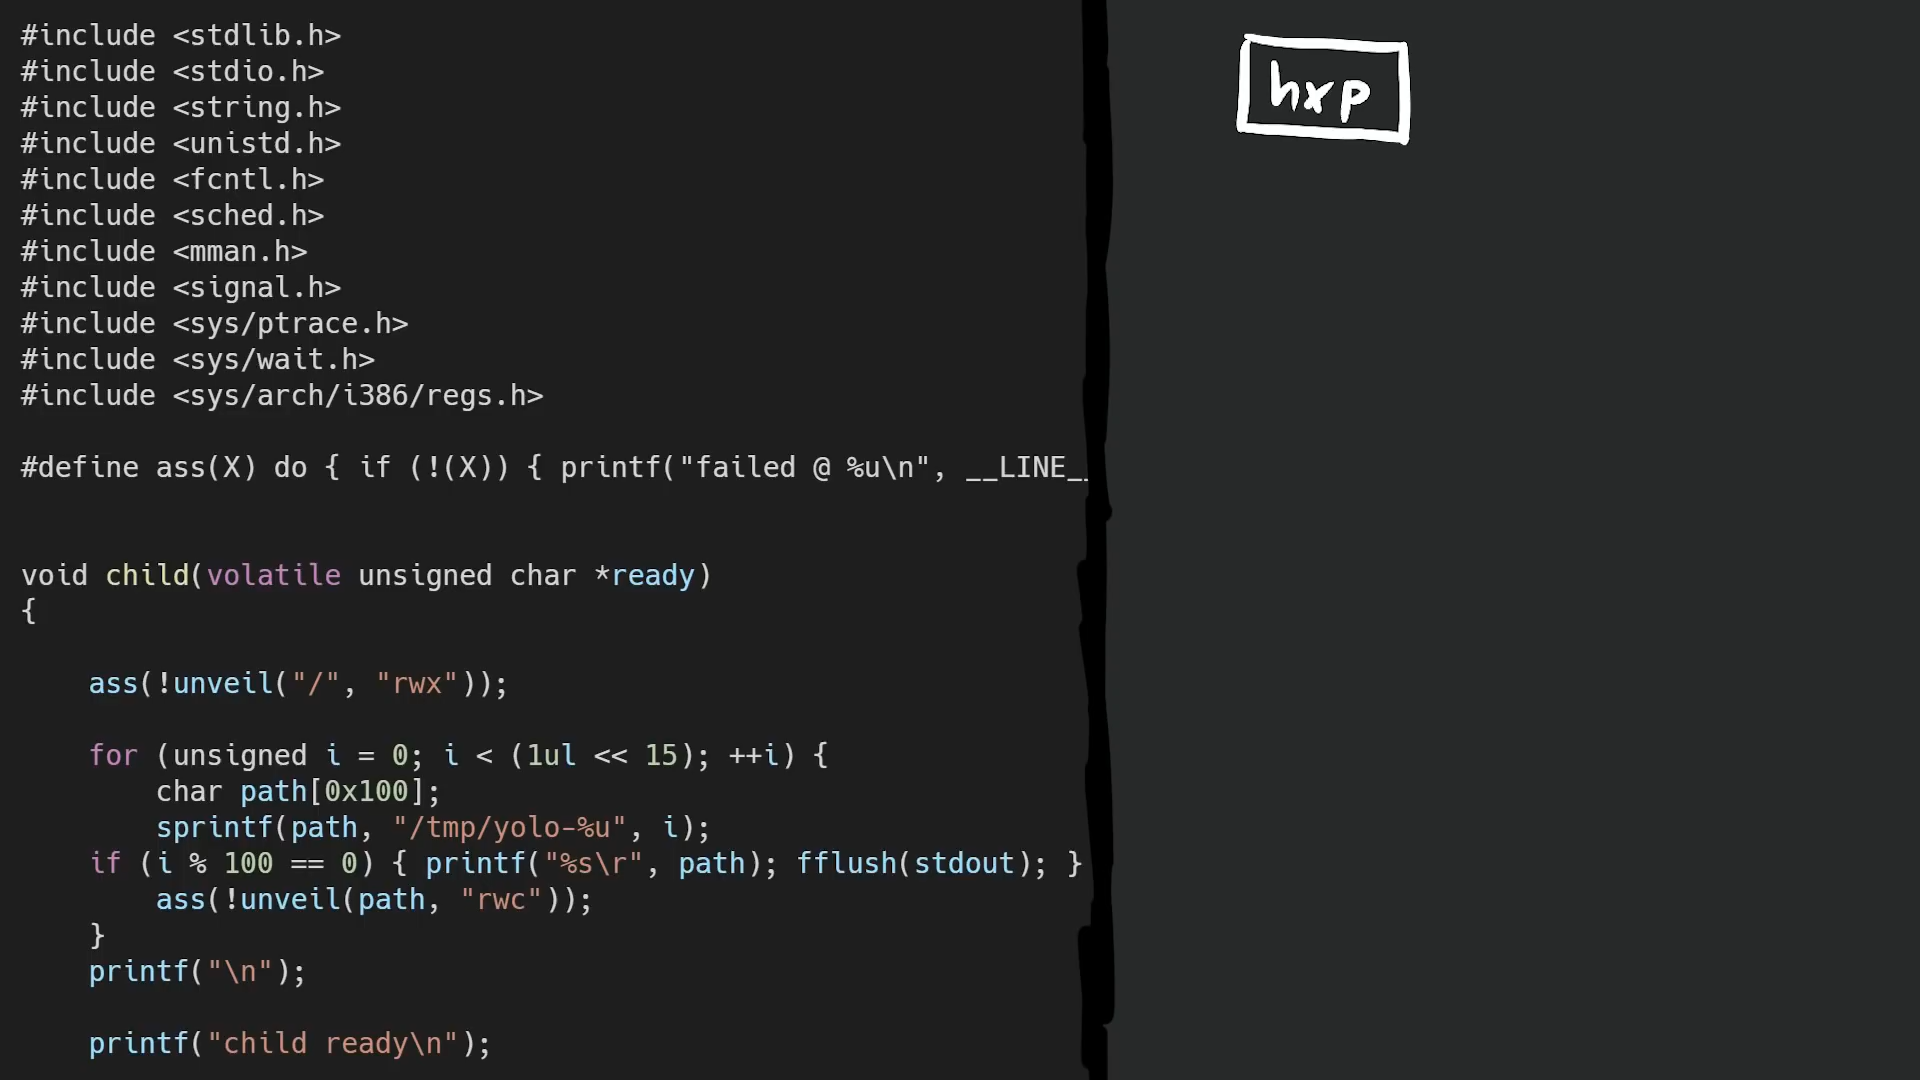 #include <stdlib.h>
#include <stdio.h>
#include <string.h>
#include <unistd.h>
#include <fcntl.h>
#include <sched.h>
#include <mman.h>
#include <signal.h>
#include <sys/ptrace.h>
#include <sys/wait.h>
#include <sys/arch/i386/regs.h>
#define ass(X) do { if (!(X)) { printf("failed @ %u\n", __LINE__
void child(volatile unsigned char *ready)
{
ass(!unveil("/", "rwx"));
for (unsigned i = 0; i < (1ul << 15); ++i) {
char path[0x100];
sprintf(path, "/tmp/yolo-%u", i);
if (i % 100 == 0) { printf("%s\r", path); fflush(stdout); }
ass(!unveil(path, "rwc"));
}
printf("\n");
printf("child ready\n");
hxp